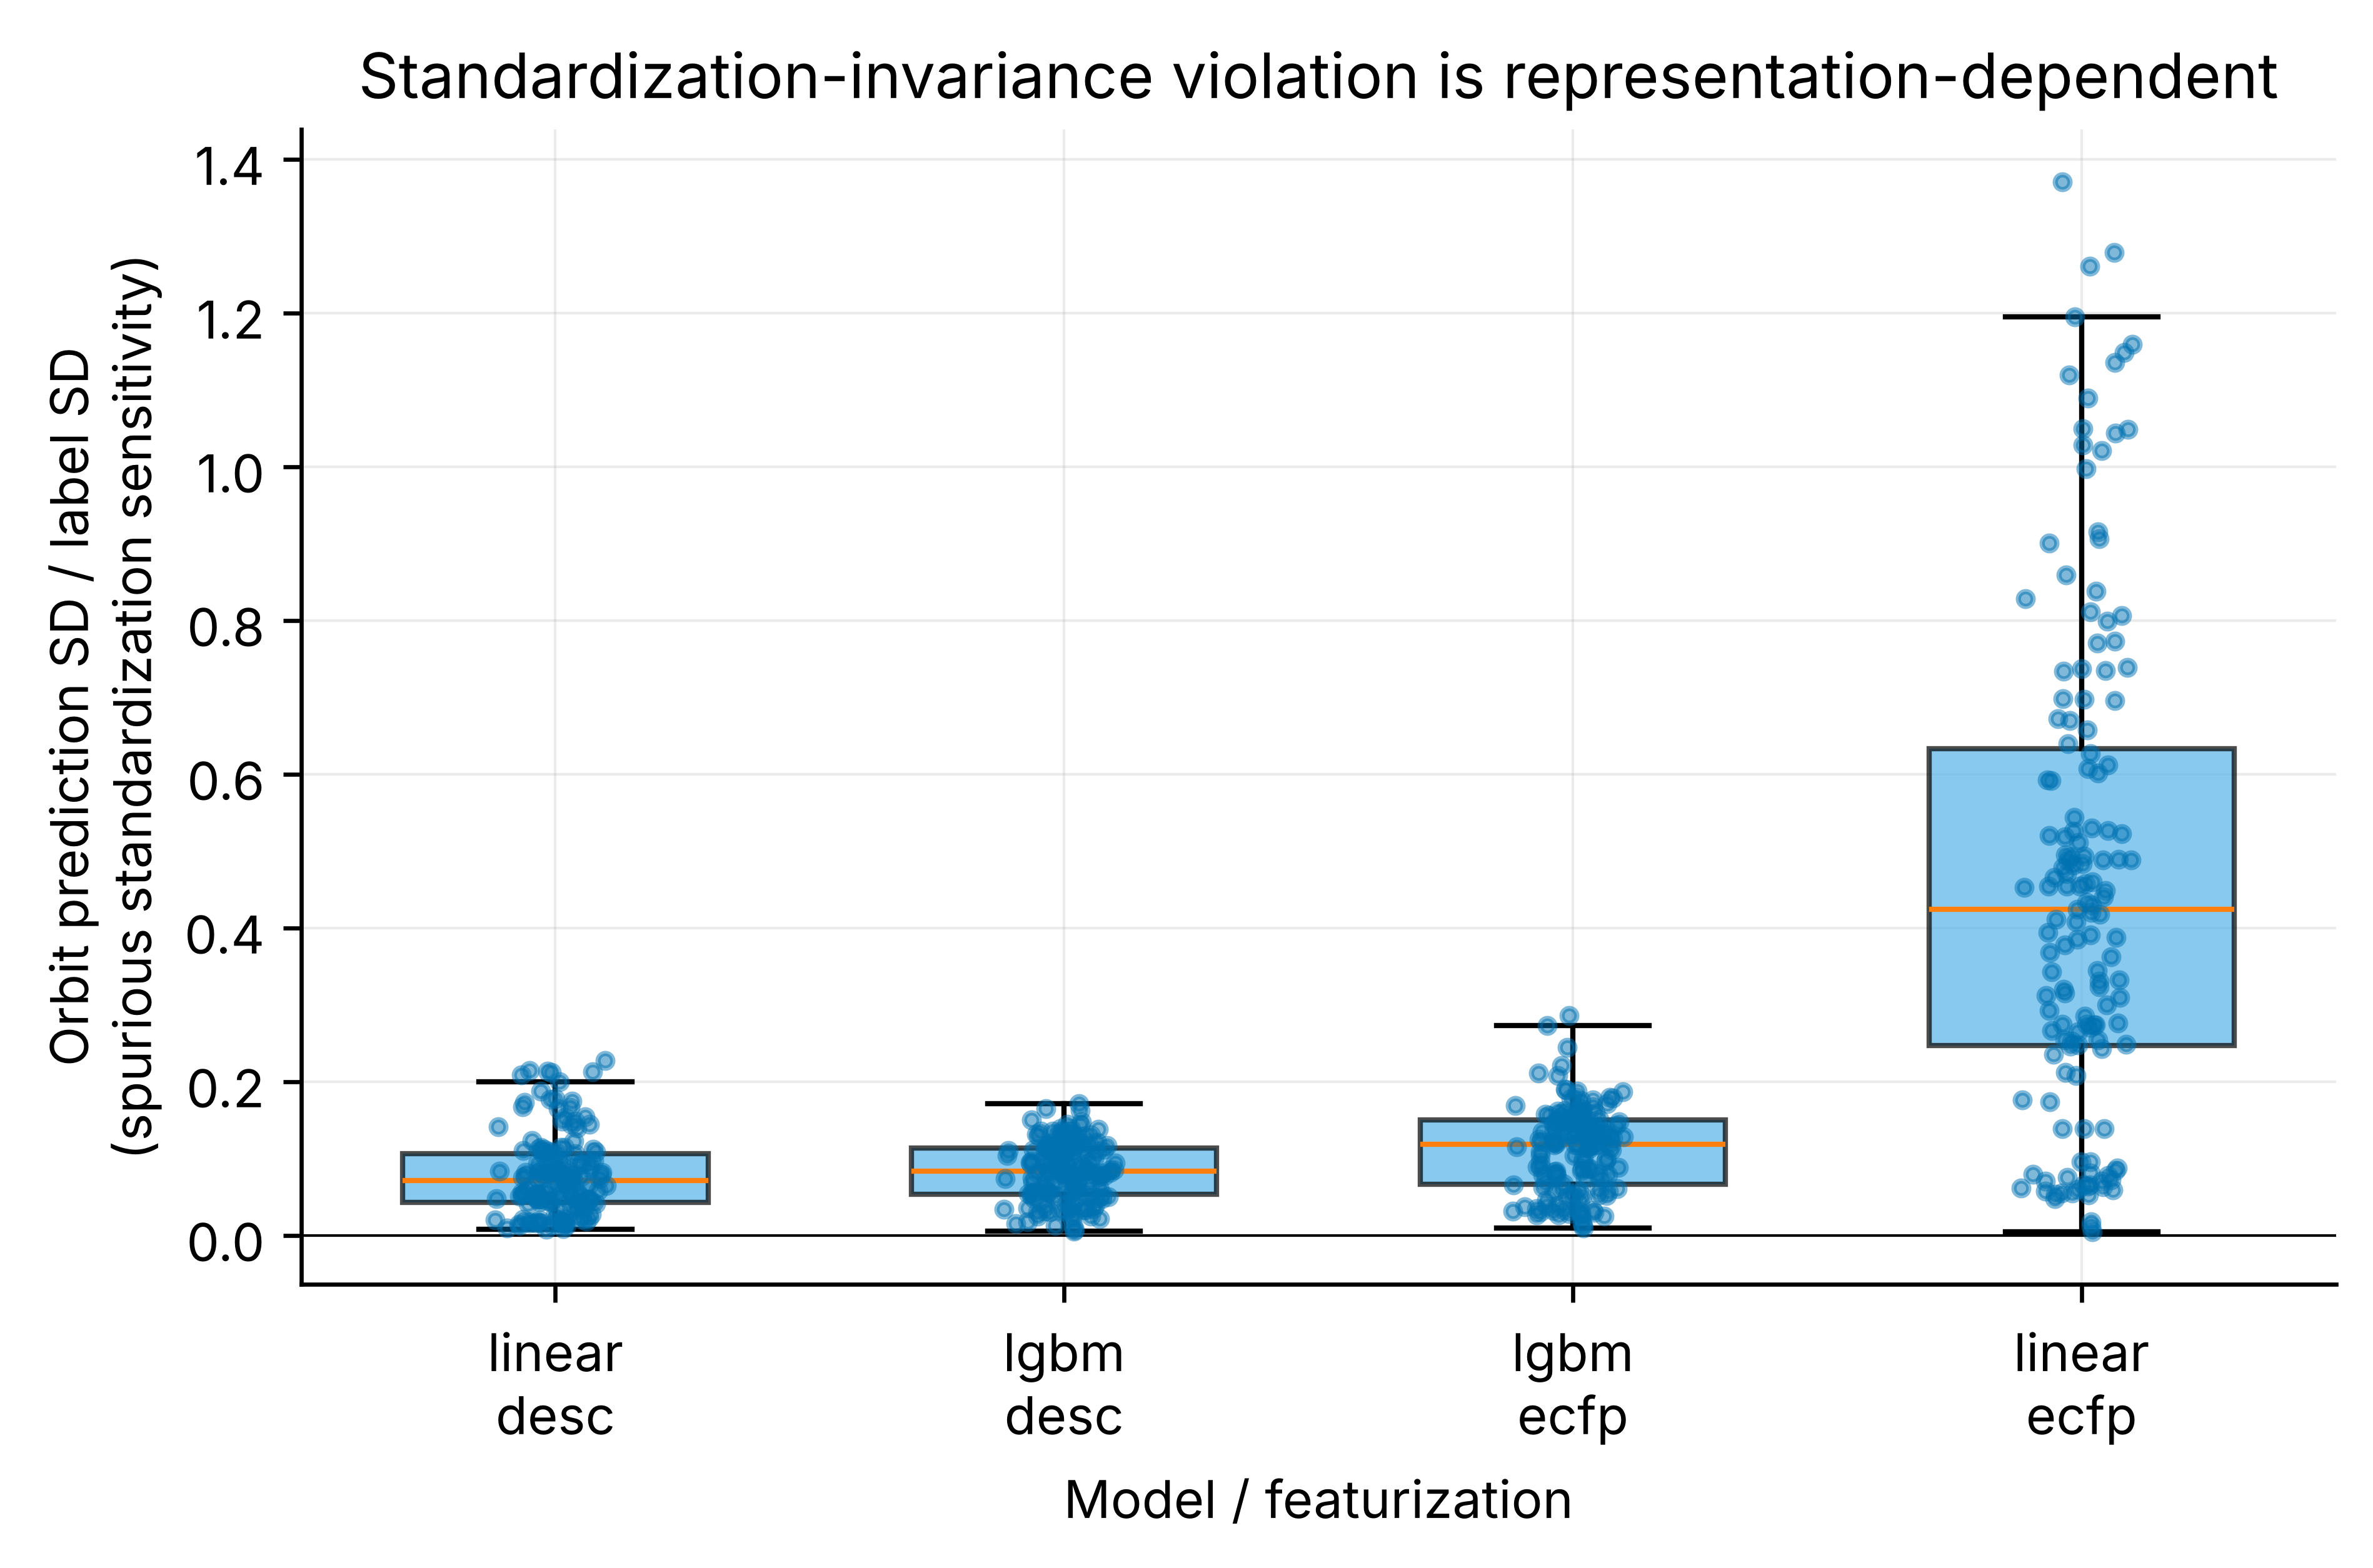 Standardization-invariance violation is representation-dependent
Orbit prediction SD / label SD
(spurious standardization sensitivity)
1.4
1.2
1.0
0.8
0.6
0.4
0.2
0.0
linear
desc
lgbm
desc
lgbm
ecfp
linear
ecfp
Model / featurization